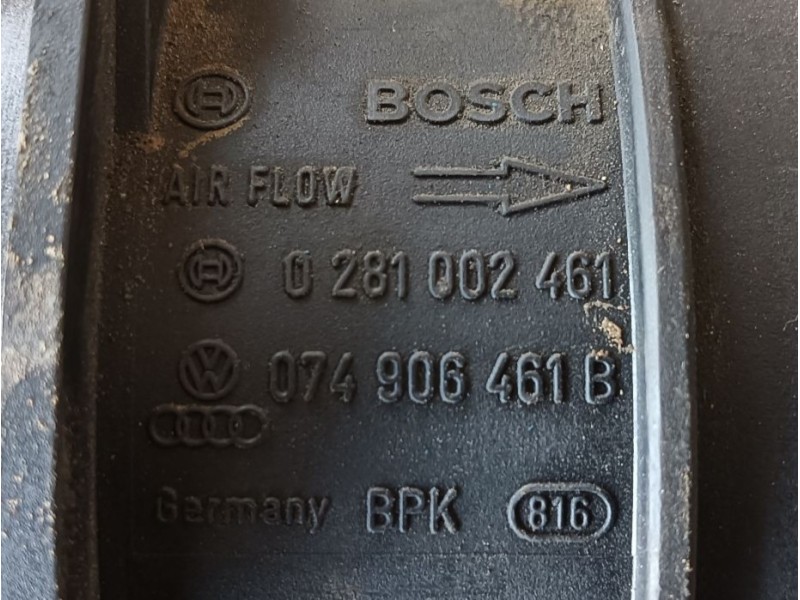 BOSCH
AIR FLOW
0 281 002 461
074 906 461 B
Germany BPK 816